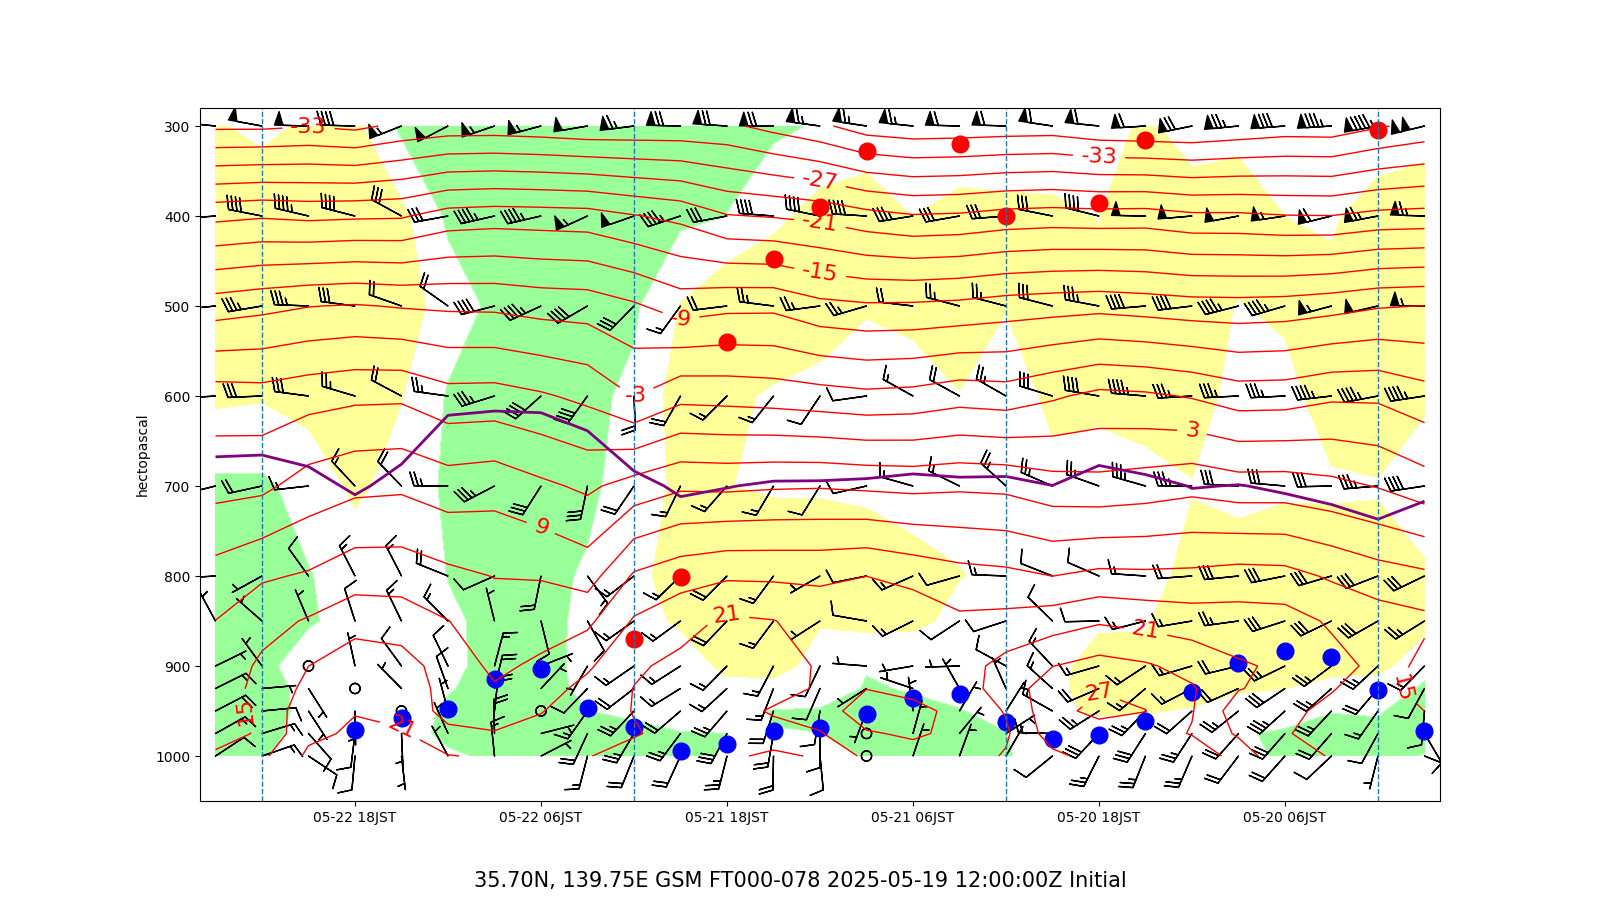 300
400
500
600
700
800
900
1000
hectopascal
-33
-33
-27
-21
-15
-9
-3
3
9
21
21
27
15
15
21
05-22 18JST
05-22 06JST
05-21 18JST
05-21 06JST
05-20 18JST
05-20 06JST
35.70N, 139.75E GSM FT000-078 2025-05-19 12:00:00Z Initial